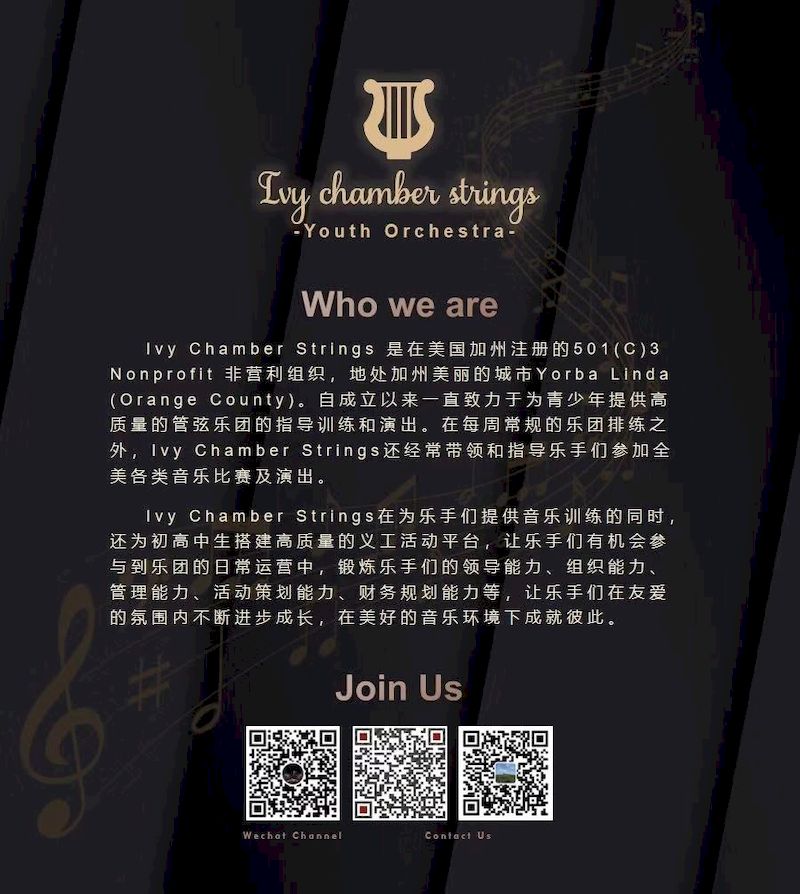 Ivy chamber strings
-Youth Orchestra-
Who we are
Ivy Chamber Strings 是在美国加州注册的501(C)3
Nonprofit 非营利组织，地处加州美丽的城市Yorba Linda
(Orange County)。自成立以来一直致力于为青少年提供高
质量的管弦乐团的指导训练和演出。在每周常规的乐团排练之
外，Ivy Chamber Strings还经常带领和指导乐手们参加全
美各类音乐比赛及演出。
Ivy Chamber Strings在为乐手们提供音乐训练的同时，
还为初高中生搭建高质量的义工活动平台，让乐手们有机会参
与到乐团的日常运营中，锻炼乐手们的领导能力、组织能力、
管理能力、活动策划能力、财务规划能力等，让乐手们在友爱
的氛围内不断进步成长，在美好的音乐环境下成就彼此。
Join Us
Wechat Channel
Contact Us